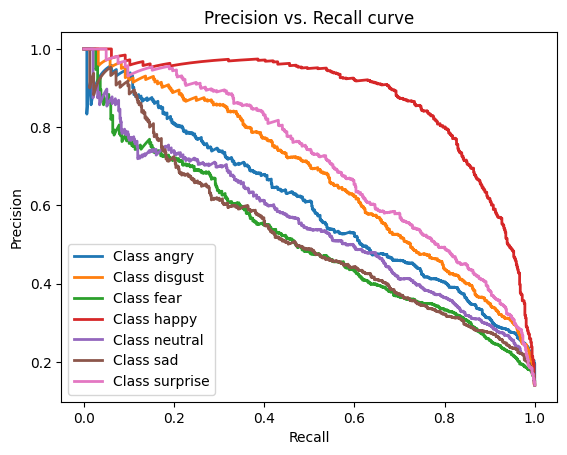 Precision vs. Recall curve
1.0
0.8
0.6
0.4
0.2
Precision
Class angry
Class disgust
Class fear
Class happy
Class neutral
Class sad
Class surprise
0.0 0.2 0.4 0.6 0.8 1.0
Recall